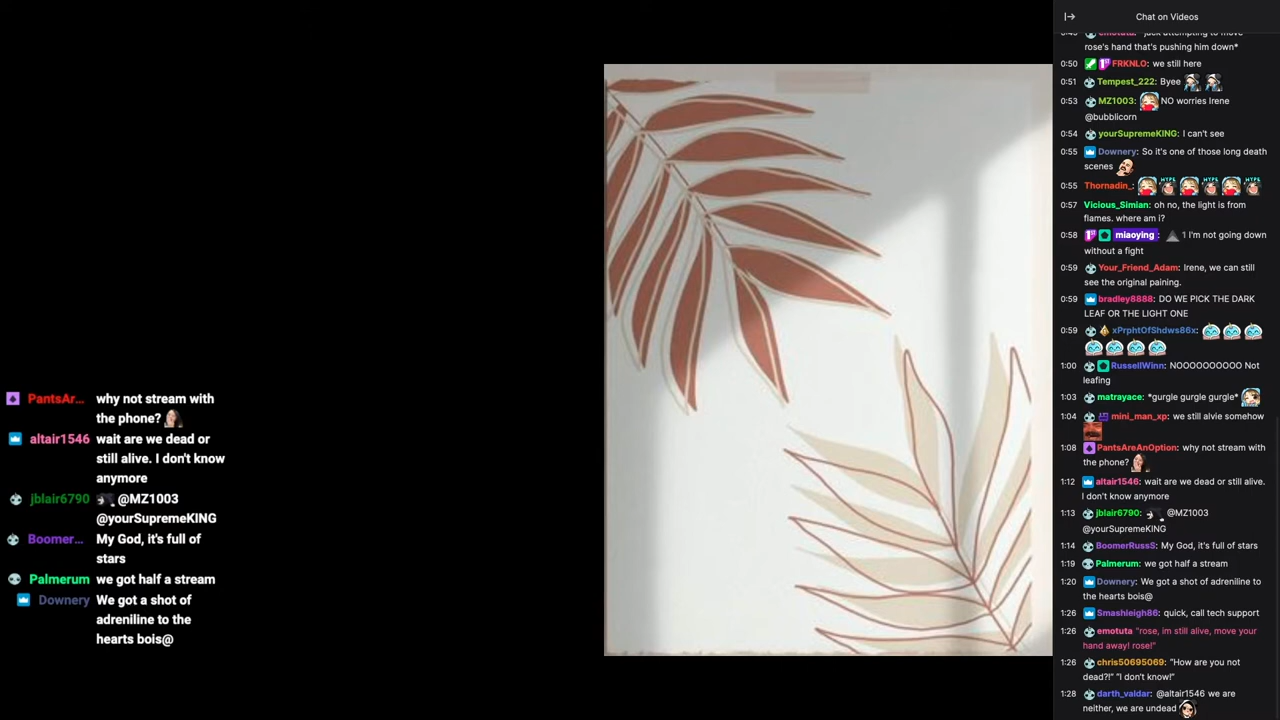 PantsAr... why not stream with
the phone?
altair1546 wait are we dead or
still alive. I don't know
anymore
jblair6790 @MZ1003
@yourSupremeKING
Boomer... My God, it's full of
stars
Palmerum we got half a stream
Downery We got a shot of
adreniline to the
hearts bois@
Chat on Videos
rose's hand that's pushing him down*
0:50 FRKNLO: we still here
0:51 Tempest_222: Byee
0:53 MZ1003: NO worries Irene
@bubblicorn
0:54 yourSupremeKING: I can't see
0:55 Downery: So it's one of those long death
scenes
0:55 Thornadin_: HYPE HYPE HYPE
0:57 Vicious_Simian: oh no, the light is from
flames. where am i?
0:58 miaoying: 1 I'm not going down
without a fight
0:59 Your_Friend_Adam: Irene, we can still
see the original paining.
0:59 bradley8888: DO WE PICK THE DARK
LEAF OR THE LIGHT ONE
0:59 xPrphtOfShdws86x:
1:00 RussellWinn: NOOOOOOOOOO Not
leafing
1:03 matrayace: *gurgle gurgle gurgle*
1:04 mini_man_xp: we still alvie somehow
1:08 PantsAreAnOption: why not stream with
the phone?
1:12 altair1546: wait are we dead or still alive.
I don't know anymore
1:13 jblair6790: @MZ1003
@yourSupremeKING
1:14 BoomerRussS: My God, it's full of stars
1:19 Palmerum: we got half a stream
1:20 Downery: We got a shot of adreniline to
the hearts bois@
1:26 Smashleigh86: quick, call tech support
1:26 emotuta "rose, im still alive, move your
hand away! rose!"
1:26 chris50695069: "How are you not
dead?!" "I don't know!"
1:28 darth_valdar: @altair1546 we are
neither, we are undead